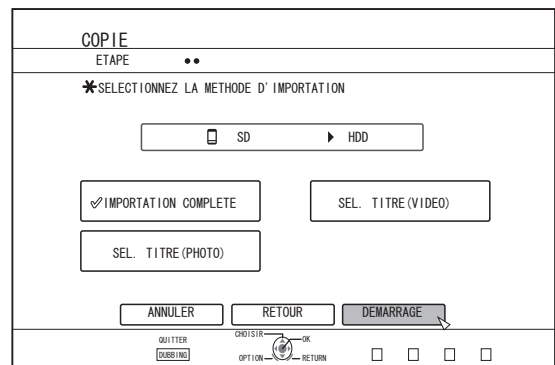 COPIE
ETAPE ●●
*SELECTIONNEZ LA METHODE D'IMPORTATION
SD ▶ HDD
✓IMPORTATION COMPLETE
SEL. TITRE(VIDEO)
SEL. TITRE(PHOTO)
ANNULER RETOUR DEMARRAGE
QUITTER
DUBBING
CHOISIR OK
OPTION RETURN